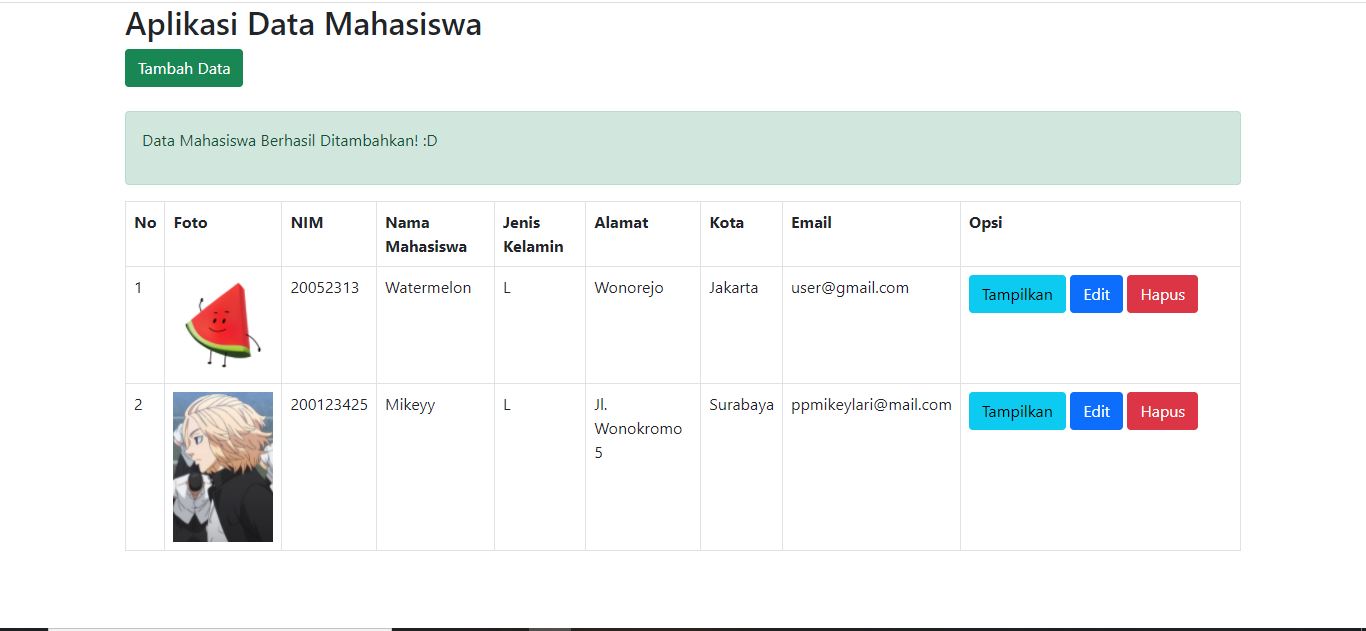 Aplikasi Data Mahasiswa
Tambah Data
Data Mahasiswa Berhasil Ditambahkan! :D
No Foto NIM Nama Jenis Alamat Kota Email Opsi
Mahasiswa Kelamin
1 20052313 Watermelon L Wonorejo Jakarta user@gmail.com Tampilkan Edit Hapus
2 200123425 Mikeyy L Jl. Surabaya ppmikeylari@mail.com Tampilkan Edit Hapus
Wonokromo
5